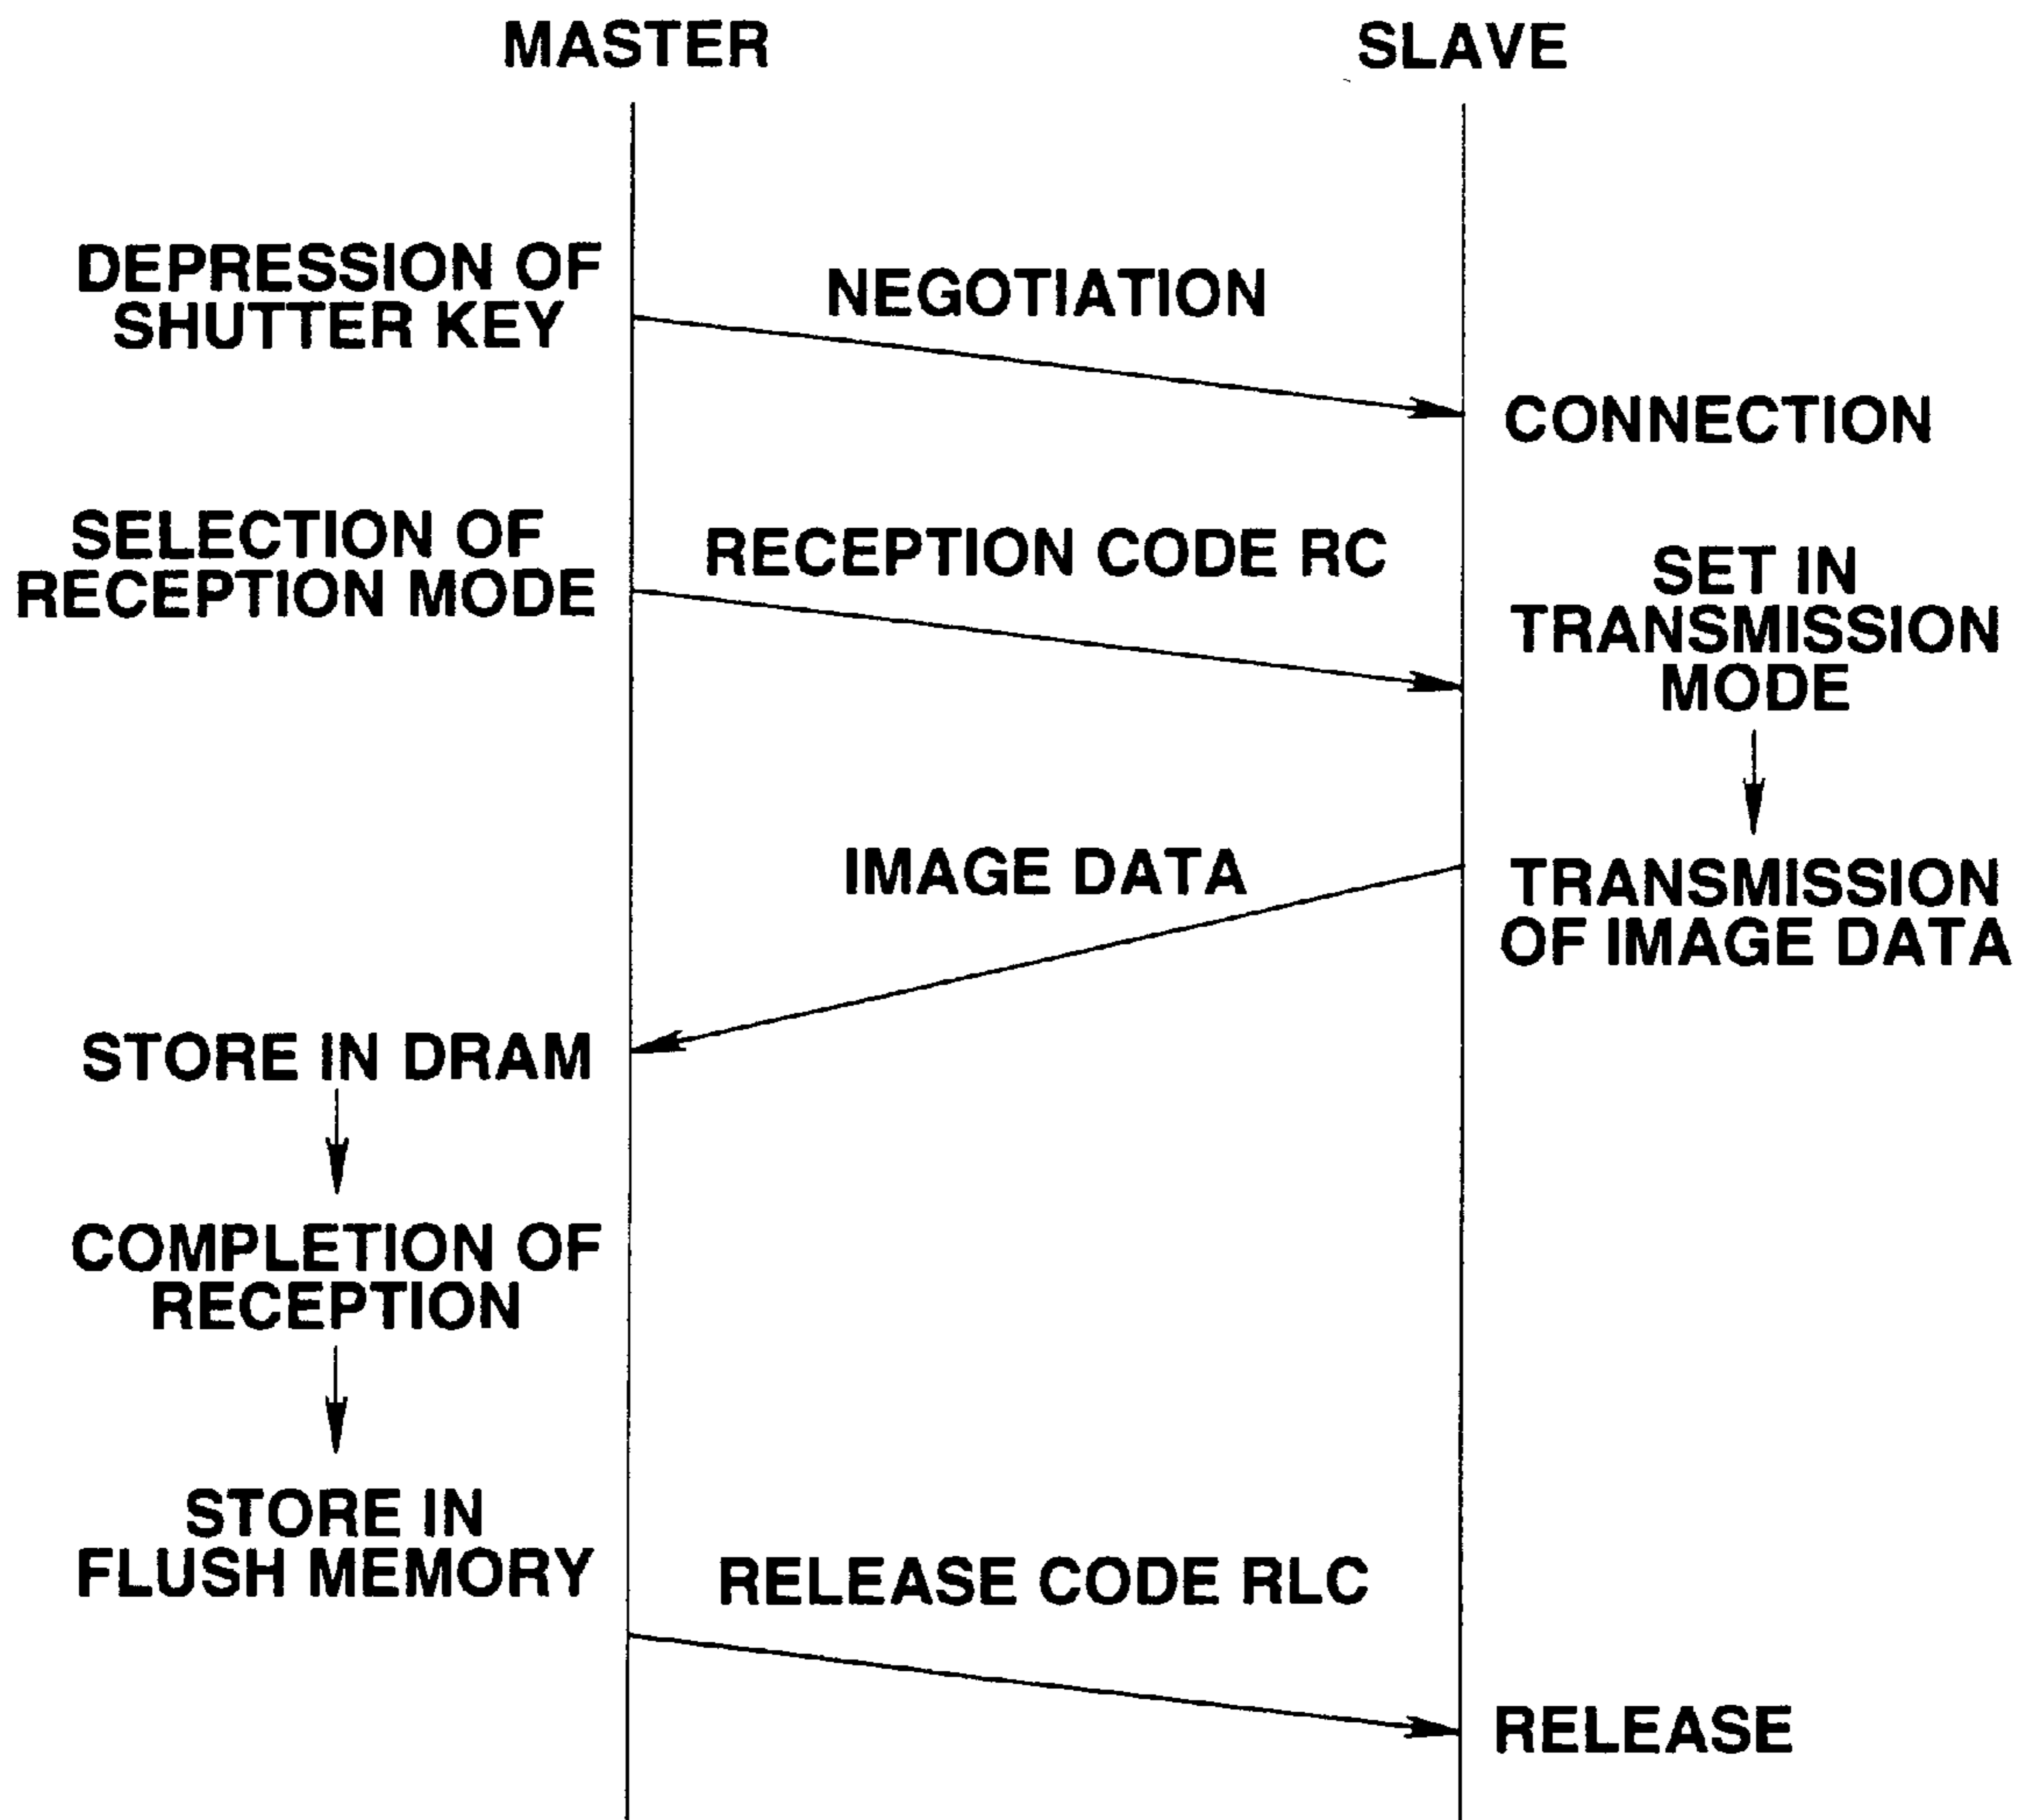 MASTER
SLAVE
DEPRESSION OF
SHUTTER KEY
NEGOTIATION
CONNECTION
SELECTION OF
RECEPTION MODE
RECEPTION CODE RC
SET IN
TRANSMISSION
MODE
IMAGE DATA
TRANSMISSION
OF IMAGE DATA
STORE IN DRAM
COMPLETION OF
RECEPTION
STORE IN
FLUSH MEMORY
RELEASE CODE RLC
RELEASE